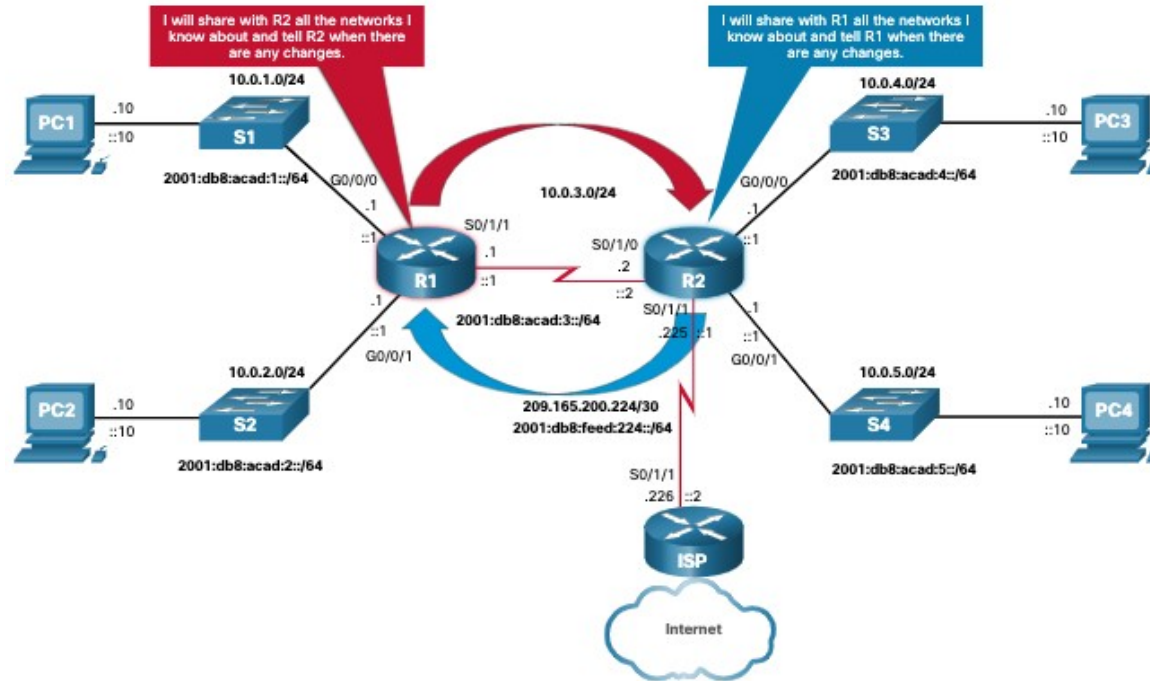 I will share with R2 all the networks I
know about and tell R2 when there
are any changes.
I will share with R1 all the networks I
know about and tell R1 when there
are any changes.
10.0.1.0/24
10.0.4.0/24
PC1
.10
::10
S1
S3
.10
::10
PC3
2001:db8:acad:1::/64
G0/0/0
.1
::1
10.0.3.0/24
G0/0/0
.1
::1
2001:db8:acad:4::/64
R1
S0/1/1
.1
::1
S0/1/0
.2
::2
R2
2001:db8:acad:3::/64
S0/1/1
.225
::1
.1
::1
G0/0/1
.1
::1
G0/0/1
10.0.2.0/24
10.0.5.0/24
PC2
.10
::10
S2
209.165.200.224/30
2001:db8:feed:224::/64
S4
.10
::10
PC4
2001:db8:acad:2::/64
2001:db8:acad:5::/64
S0/1/1
.226
::2
ISP
Internet